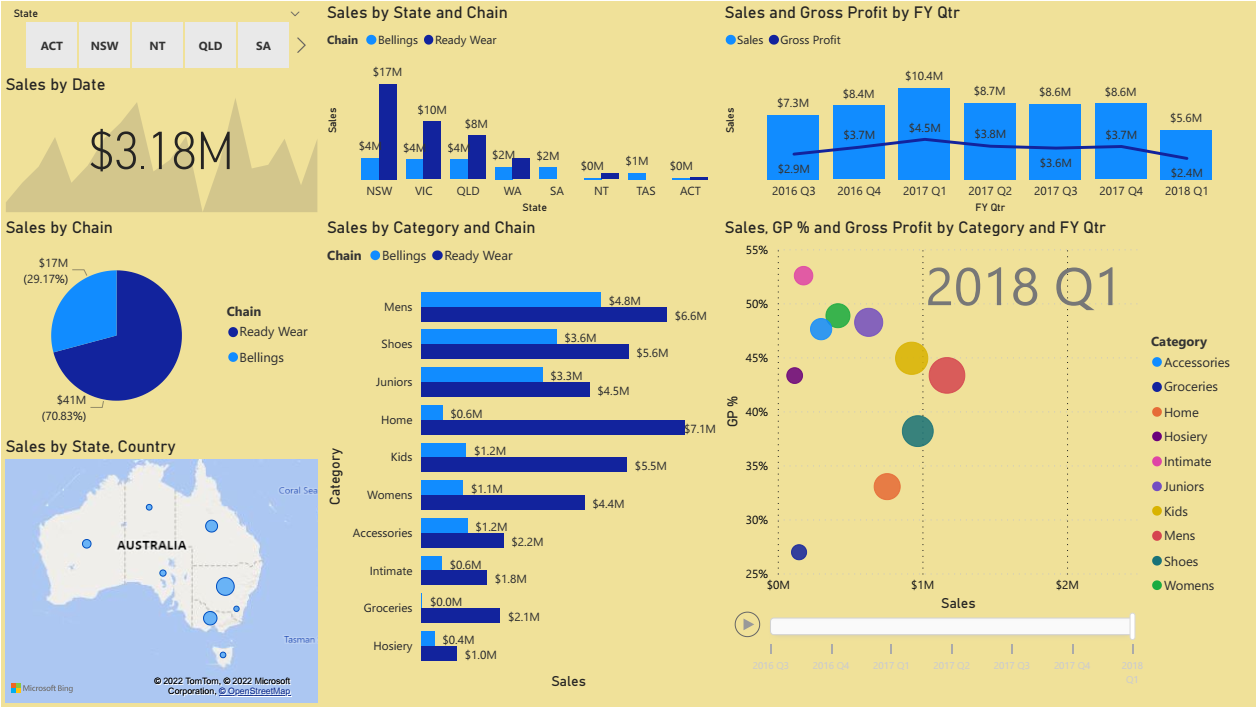 State
ACT NSW NT QLD SA
Sales by Date
$3.18M
Sales by Chain
$17M
(29.17%)
$41M
(70.83%)
Chain
Ready Wear
Bellings
Sales by State, Country
Coral Sea
AUSTRALIA
Tasman
Microsoft Bing
© 2022 TomTom, © 2022 Microsoft
Corporation, © OpenStreetMap
Sales by State and Chain
Chain Bellings Ready Wear
Sales
$17M
$10M
$8M
$4M $4M $4M $2M $2M $0M $1M $0M
NSW VIC QLD WA SA NT TAS ACT
State
Sales by Category and Chain
Chain Bellings Ready Wear
Category
Mens $4.8M
$6.6M
Shoes $3.6M
$5.6M
Juniors $3.3M
$4.5M
Home $0.6M
$7.1M
Kids $1.2M
$5.5M
Womens $1.1M
$4.4M
Accessories $1.2M
$2.2M
Intimate $0.6M
$1.8M
Groceries $0.0M
$2.1M
Hosiery $0.4M
$1.0M
Sales
Sales and Gross Profit by FY Qtr
Sales Gross Profit
Sales
$7.3M $8.4M $10.4M $8.7M $8.6M $8.6M $5.6M
$2.9M $3.7M $4.5M $3.8M $3.6M $3.7M $2.4M
2016 Q3 2016 Q4 2017 Q1 2017 Q2 2017 Q3 2017 Q4 2018 Q1
FY Qtr
Sales, GP % and Gross Profit by Category and FY Qtr
2018 Q1
GP %
55%
50%
45%
40%
35%
30%
25%
$0M $1M $2M
Sales
Category
Accessories
Groceries
Home
Hosiery
Intimate
Juniors
Kids
Mens
Shoes
Womens
2016 Q3 2016 Q4 2017 Q1 2017 Q2 2017 Q3 2017 Q4 2018
Q1